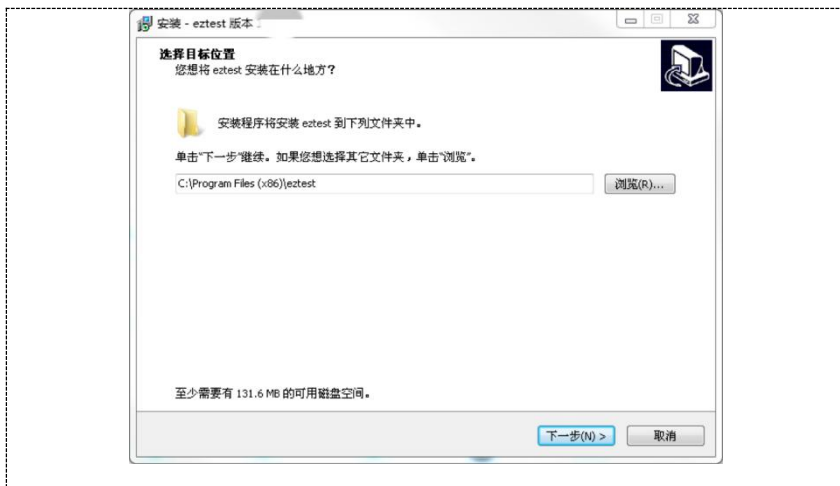 安装 - eztest 版本
选择目标位置
您想将 eztest 安装在什么地方？
安装程序将安装 eztest 到下列文件夹中。
单击“下一步”继续。如果您想选择其它文件夹，单击“浏览”。
C:\Program Files (x86)\eztest
浏览(R)...
至少需要有 131.6 MB 的可用磁盘空间。
下一步(N) >
取消